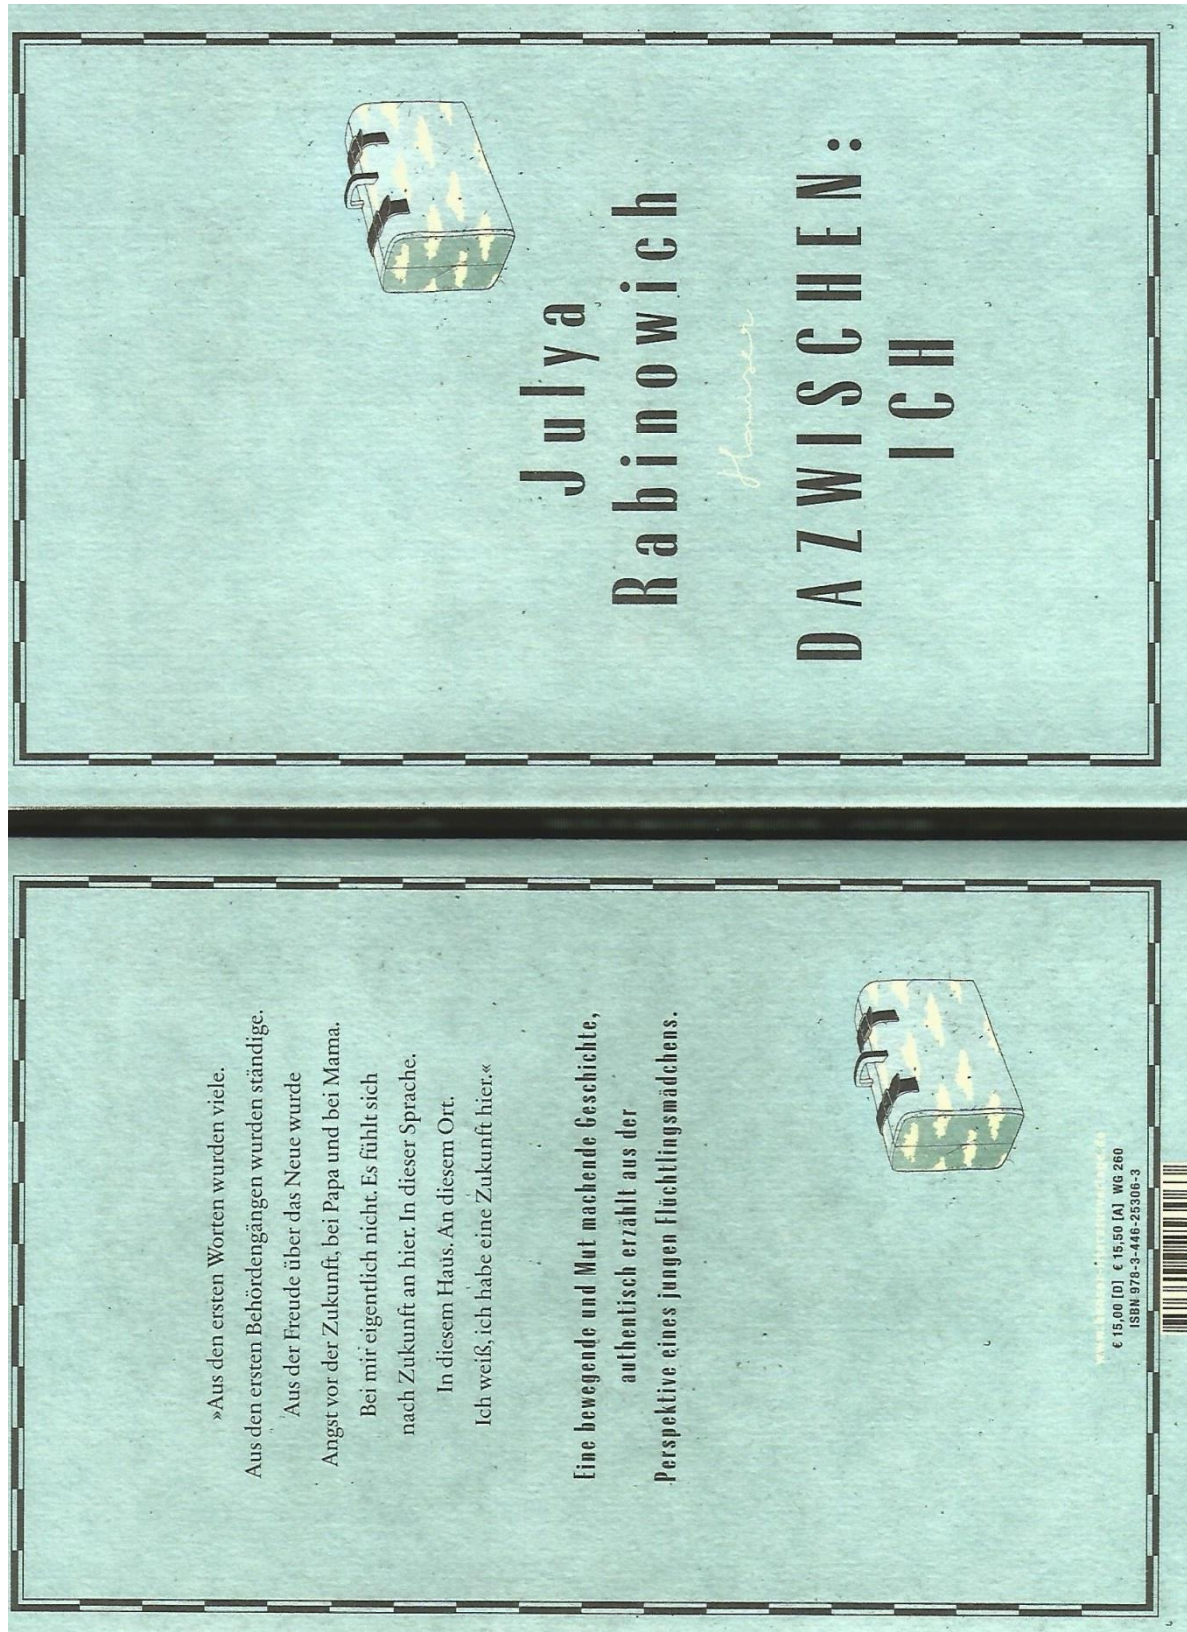 Julya
Rabinowich
Hanser
DAZWISCHEN:
ICH
»Aus den ersten Worten wurden viele.
Aus den ersten Behördengängen wurden ständige.
Aus der Freude über das Neue wurde
Angst vor der Zukunft, bei Papa und bei Mama.
Bei mir eigentlich nicht. Es fühlt sich
nach Zukunft an hier. In dieser Sprache.
In diesem Haus. An diesem Ort.
Ich weiß, ich habe eine Zukunft hier.«
Eine bewegende und Mut machende Geschichte,
authentisch erzählt aus der
Perspektive eines jungen Flüchtlingsmädchens.
€ 15,00 [D] € 15,50 [A] WG 260
ISBN 978-3-446-25306-3